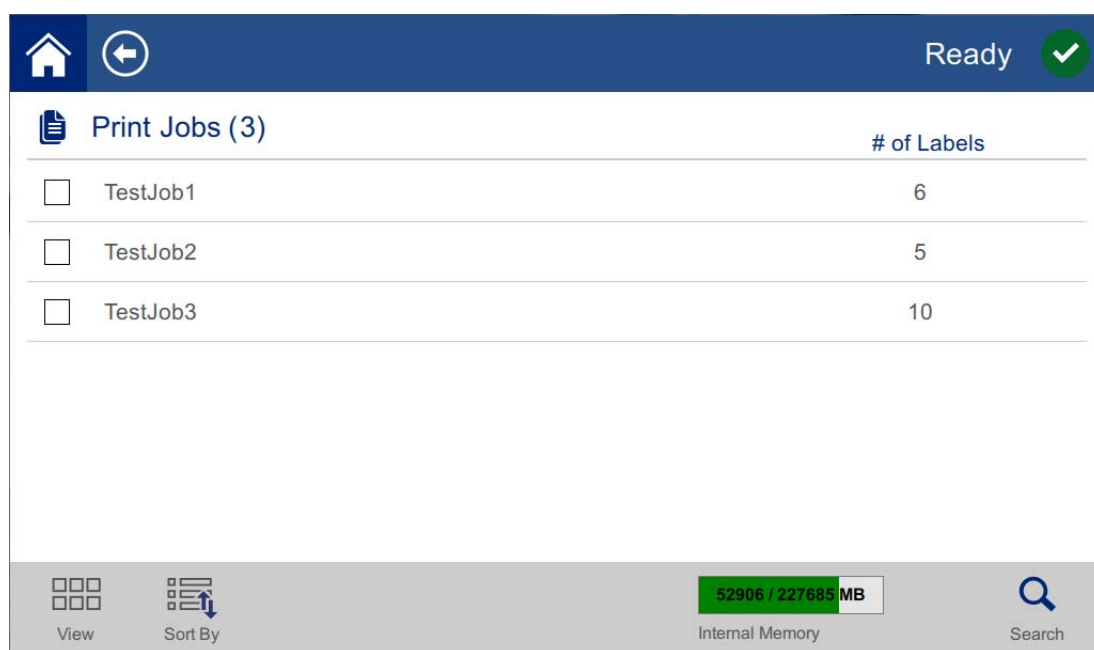 Ready
Print Jobs (3)
# of Labels
TestJob1 6
TestJob2 5
TestJob3 10
52906 / 227685 MB
View Sort By Internal Memory Search